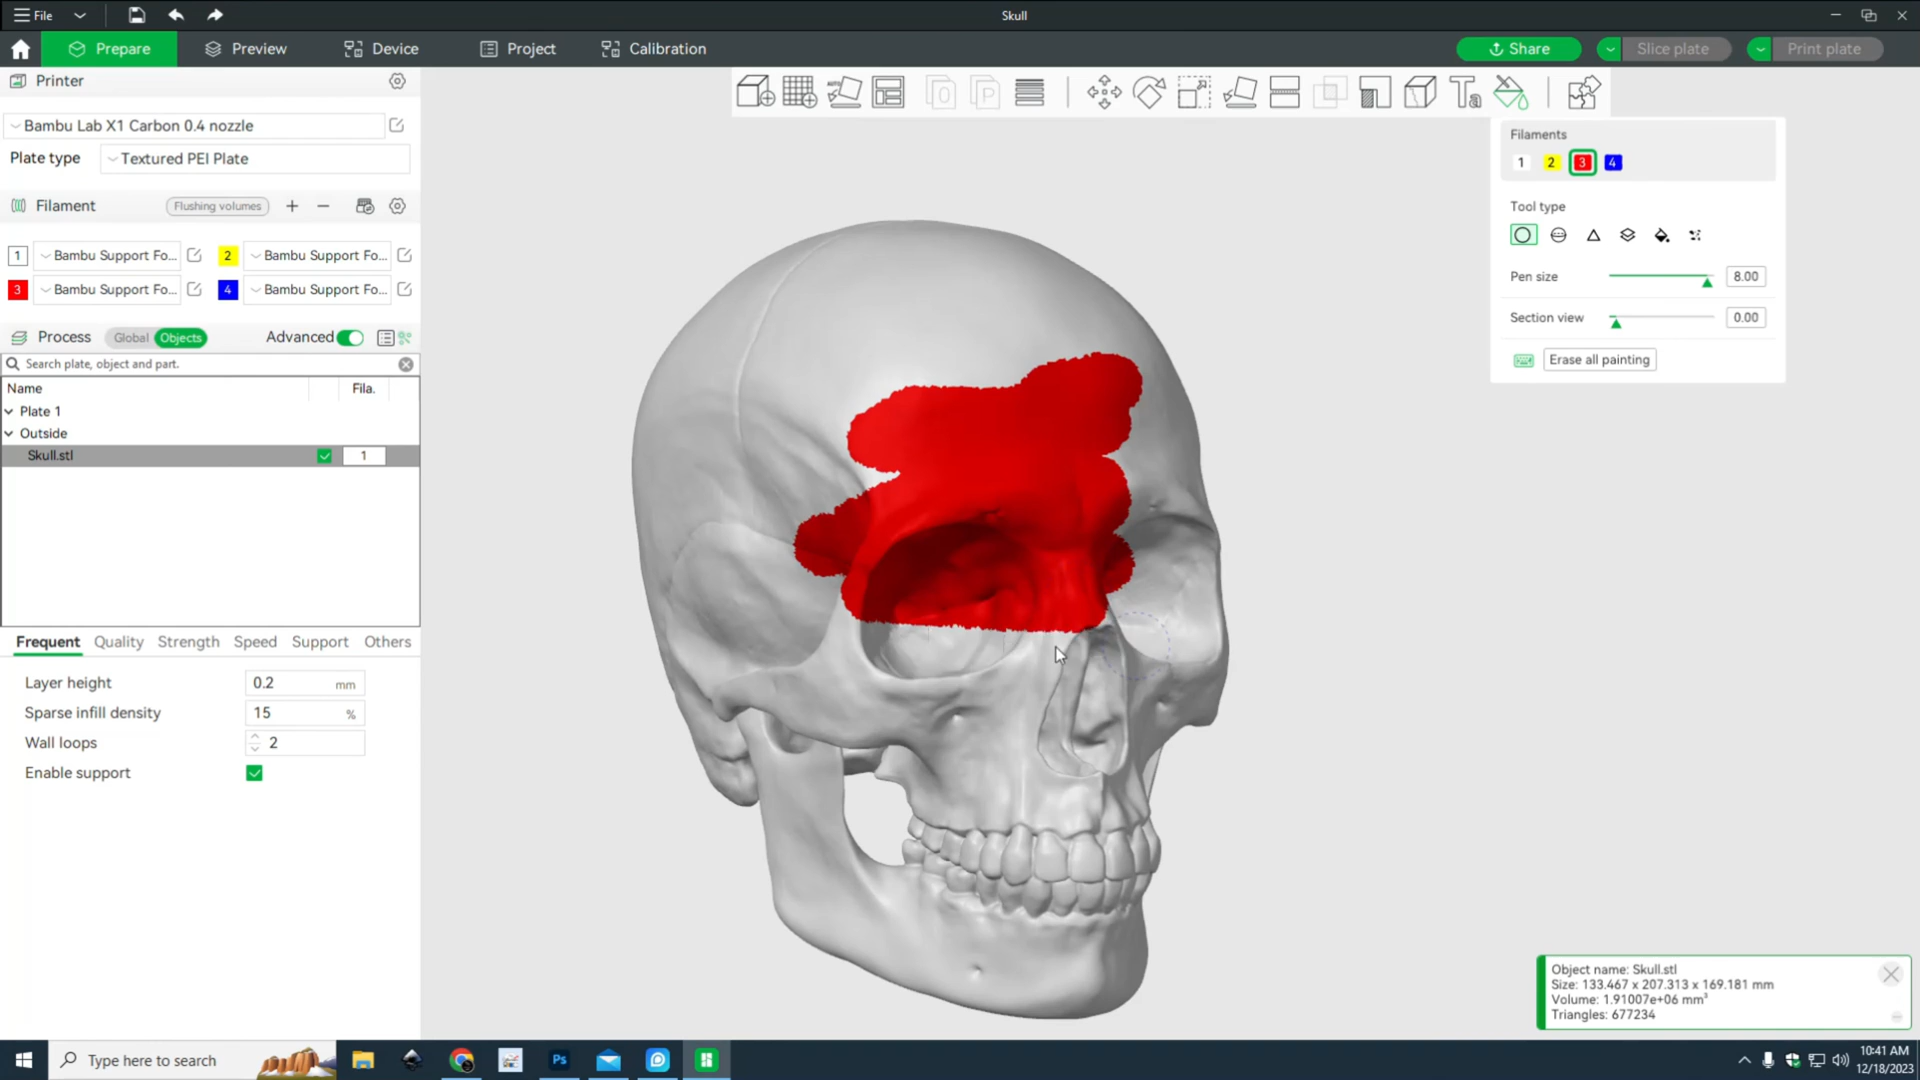 File
Skull
Prepare
Preview
Device
Project
Calibration
Share
Slice plate
Print plate
Printer
Bambu Lab X1 Carbon 0.4 nozzle
Plate type
Textured PEI Plate
Filament
Flushing volumes
1
Bambu Support Fo...
2
Bambu Support Fo...
3
Bambu Support Fo...
4
Bambu Support Fo...
Process
Global
Objects
Advanced
Search plate, object and part.
Name
Fila.
Plate 1
Outside
Skull.stl
1
Frequent
Quality
Strength
Speed
Support
Others
Layer height
0.2
mm
Sparse infill density
15
%
Wall loops
2
Enable support
AUTO
0
P
Ta
Filaments
1
2
3
4
Tool type
Pen size
8.00
Section view
0.00
Erase all painting
Object name: Skull.stl
Size: 133.467 x 207.313 x 169.181 mm
Volume: 1.91007e+06 mm³
Triangles: 677234
Type here to search
Ps
10:41 AM
12/18/2023